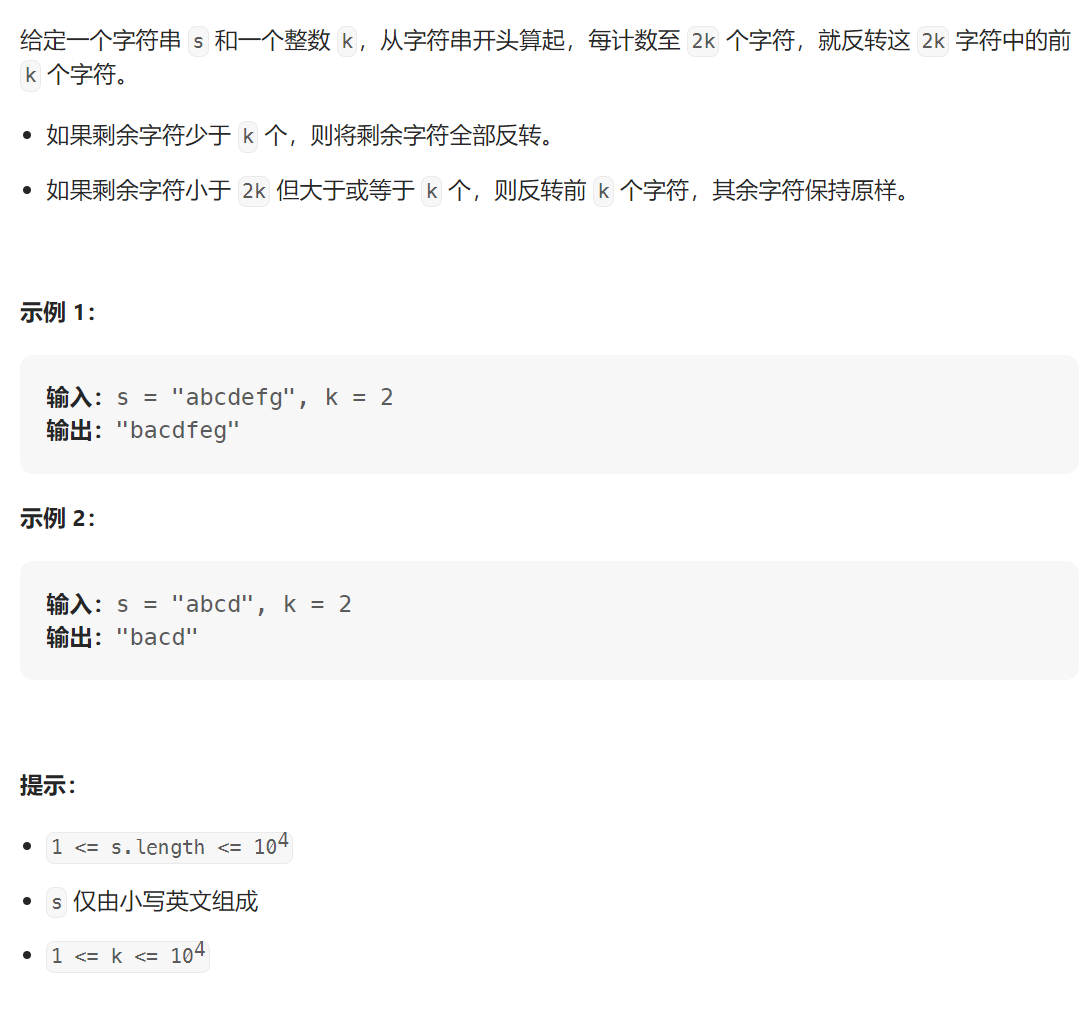 给定一个字符串 s 和一个整数 k，从字符串开头算起，每计数至 2k 个字符，就反转这 2k 字符中的前
k 个字符。
• 如果剩余字符少于 k 个，则将剩余字符全部反转。
• 如果剩余字符小于 2k 但大于或等于 k 个，则反转前 k 个字符，其余字符保持原样。
示例 1：
输入：s = "abcdefg", k = 2
输出："bacdfeg"
示例 2：
输入：s = "abcd", k = 2
输出："bacd"
提示：
• 1 <= s.length <= 10⁴
• s 仅由小写英文组成
• 1 <= k <= 10⁴